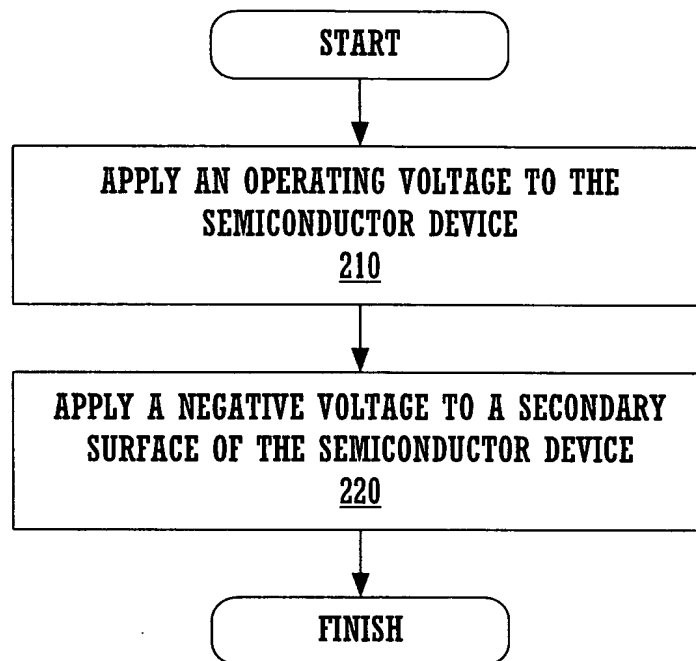 START
APPLY AN OPERATING VOLTAGE TO THE
SEMICONDUCTOR DEVICE
210
APPLY A NEGATIVE VOLTAGE TO A SECONDARY
SURFACE OF THE SEMICONDUCTOR DEVICE
220
FINISH